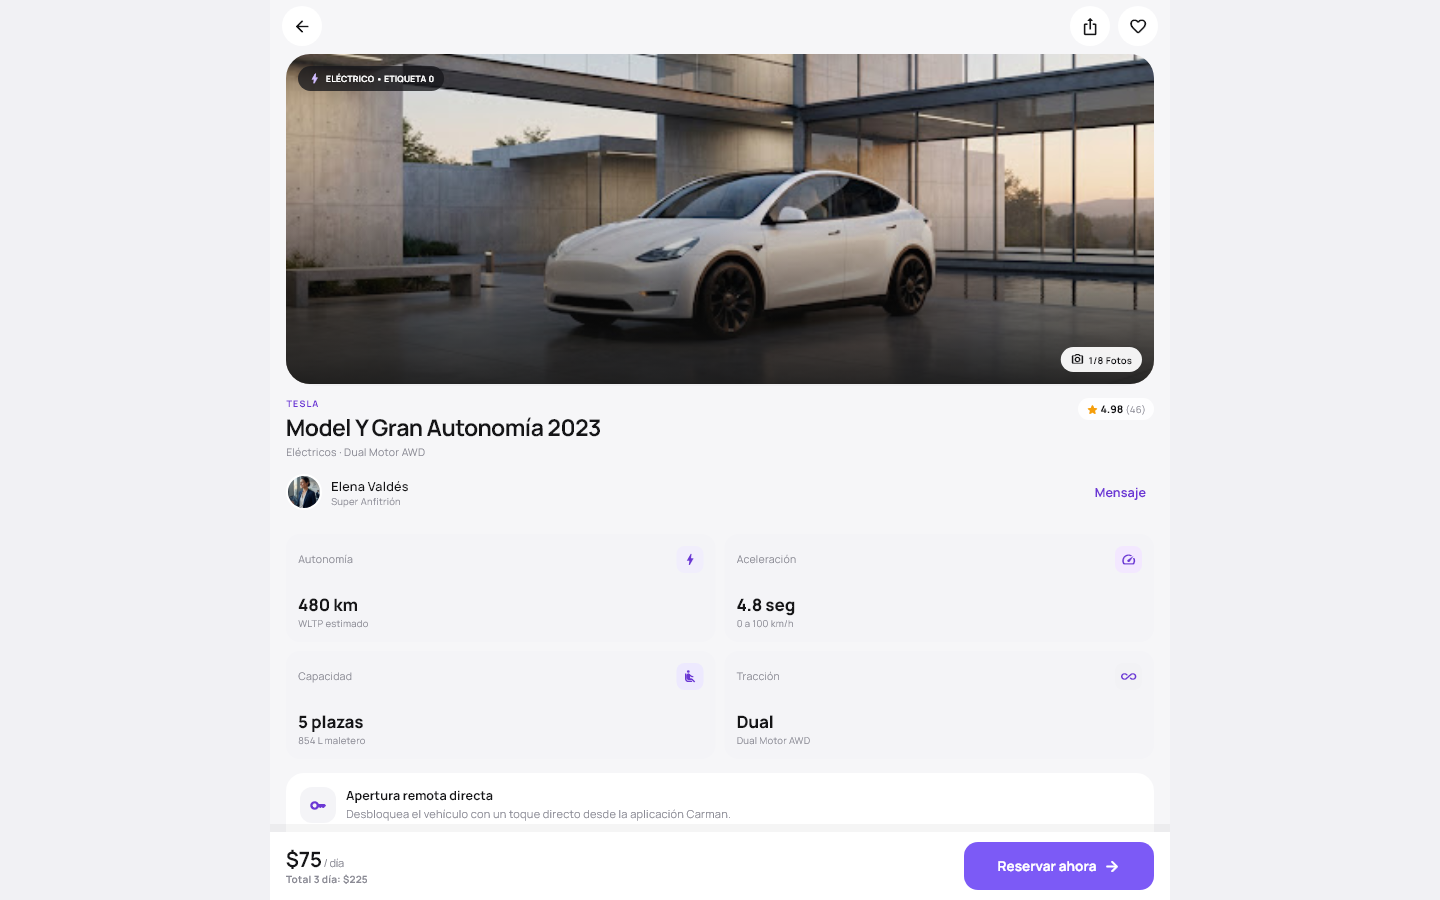 ELÉCTRICO • ETIQUETA 0
1/8 Fotos
TESLA
4.98 (46)
Model Y Gran Autonomía 2023
Eléctricos · Dual Motor AWD
Elena Valdés
Super Anfitrión
Mensaje
Autonomía
480 km
WLTP estimado
Aceleración
4.8 seg
0 a 100 km/h
Capacidad
5 plazas
854 L maletero
Tracción
Dual
Dual Motor AWD
Apertura remota directa
Desbloquea el vehículo con un toque directo desde la aplicación Carman.
$75 / día
Total 3 día: $225
Reservar ahora